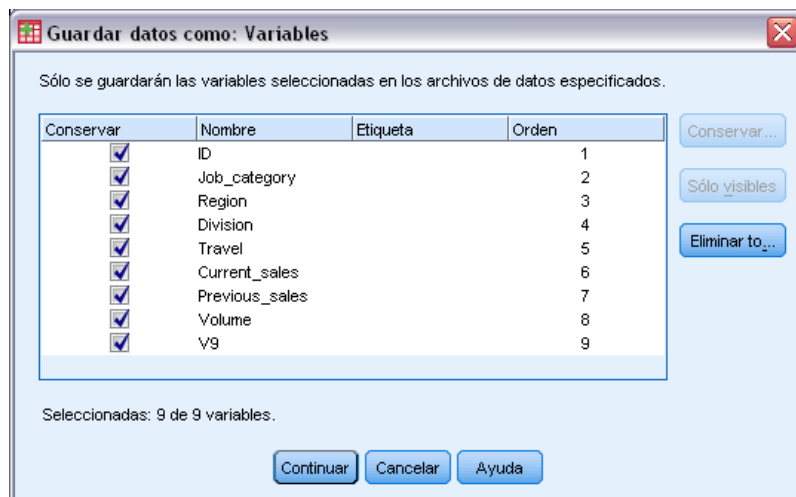 Guardar datos como: Variables
Sólo se guardarán las variables seleccionadas en los archivos de datos especificados.
Conservar Nombre Etiqueta Orden
ID 1
Job_category 2
Region 3
Division 4
Travel 5
Current_sales 6
Previous_sales 7
Volume 8
V9 9
Conservar...
Sólo visibles
Eliminar to...
Seleccionadas: 9 de 9 variables.
Continuar Cancelar Ayuda